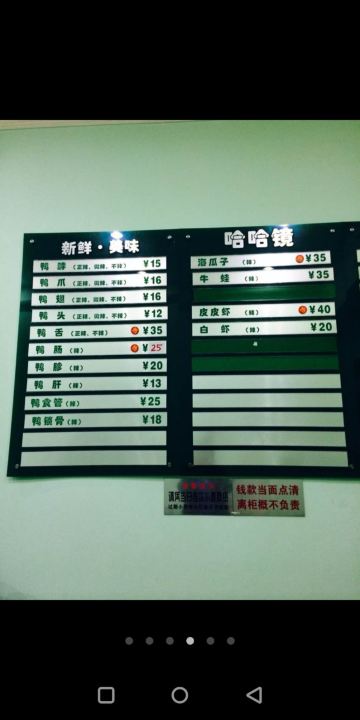 新鲜·美味
鸭脖(正辣、微辣、不辣) ¥15
鸭爪(正辣、微辣、不辣) ¥16
鸭翅(正辣、微辣、不辣) ¥16
鸭头(正辣、微辣、不辣) ¥12
鸭舌(正辣、不辣) ¥35
鸭肠(辣) ¥25
鸭胗(辣) ¥20
鸭肝(辣) ¥13
鸭食管(辣) ¥25
鸭锁骨(辣) ¥18
哈哈镜
海瓜子(辣) ¥35
牛蛙(辣) ¥35
皮皮虾(辣) ¥40
白虾(辣) ¥20
钱款当面点清
离柜概不负责